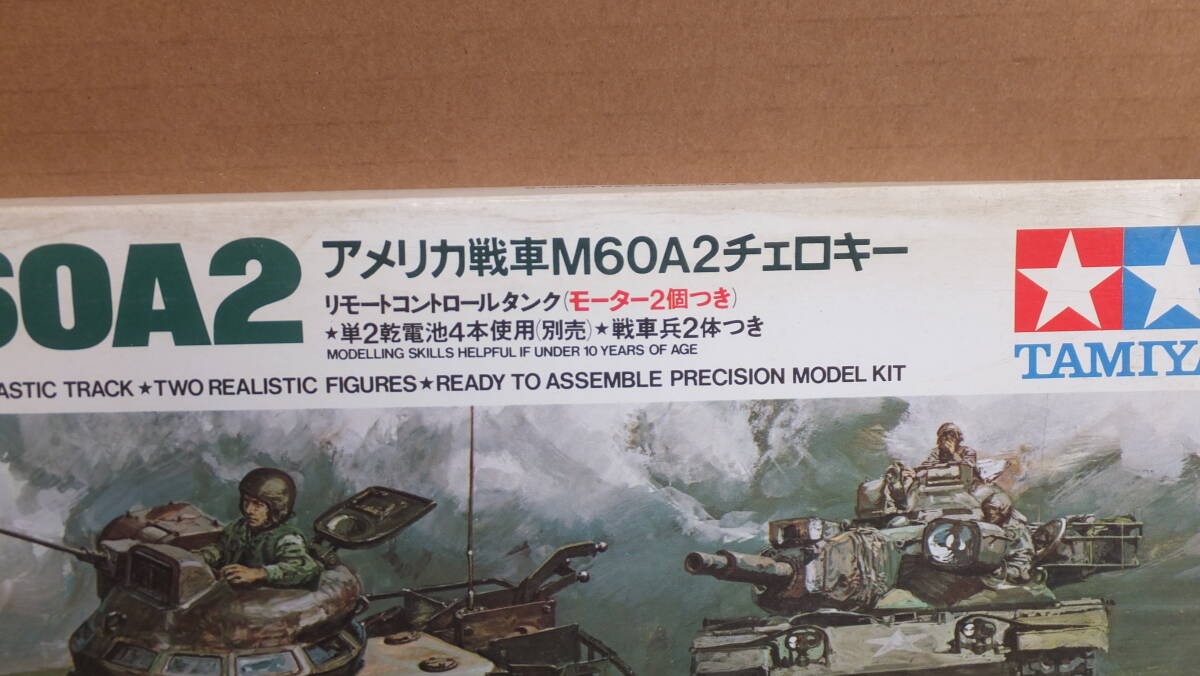 60A2
アメリカ戦車M60A2チェロキー
リモートコントロールタンク(モーター2個つき)
★単2乾電池4本使用(別売)★戦車兵2体つき
MODELLING SKILLS HELPFUL IF UNDER 10 YEARS OF AGE
ASTIC TRACK ★TWO REALISTIC FIGURES★READY TO ASSEMBLE PRECISION MODEL KIT
TAMIYA